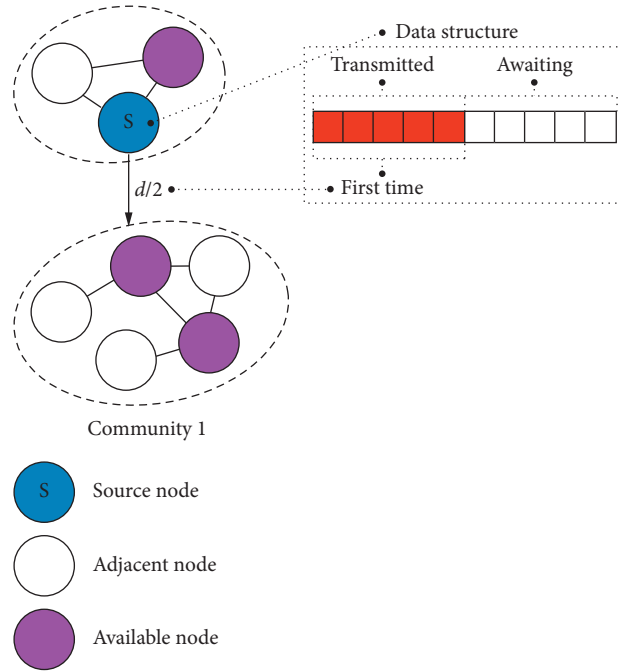 Data structure
Transmitted
Awaiting
S
d/2
First time
Community 1
S
Source node
Adjacent node
Available node